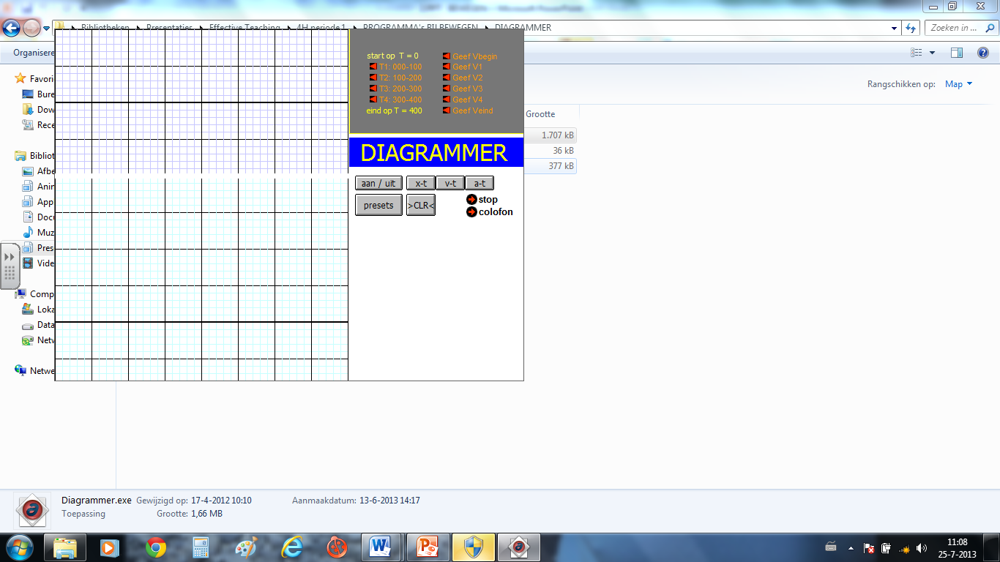 Bibliotheken Presentaties Effective Teaching 4H periode 1 PROGRAMMA's BIJBEWEGEN DIAGRAMMER
Zoeken in ...
Organisere
Rangschikken op: Map
Favori
Bure
Dow
Rece
Bibliot
Afbe
Anir
App
Docu
Muz
Pres
Vide
Comp
Loka
Data
Netw
Netwe
start op T = 0 Geef Vbegin
T1: 000-100 Geef V1
T2: 100-200 Geef V2
T3: 200-300 Geef V3
T4: 300-400 Geef V4
eind op T = 400 Geef Veind
DIAGRAMMER
aan / uit x-t v-t a-t
presets >CLR<
stop
colofon
Grootte
1.707 kB
36 kB
377 kB
Diagrammer.exe Gewijzigd op: 17-4-2012 10:10 Aanmaakdatum: 13-6-2013 14:17
Toepassing Grootte: 1,66 MB
11:08
25-7-2013